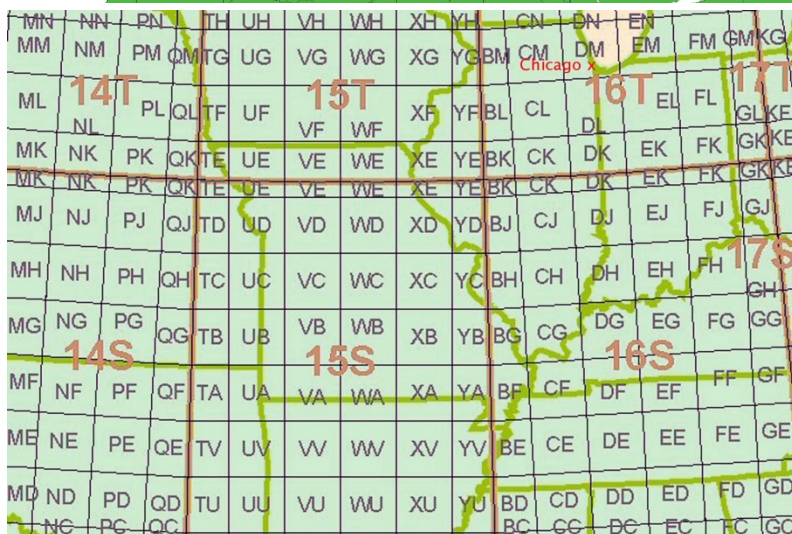 MN NN PN TH UH VH WH XH YH CN DN EN
MM NM PM QM TG UG VG WG XG YG BM CM DM EM FM GM KG
Chicago x
14T 15T 16T 17T
ML PL QL TF UF XF YF BL CL EL FL
NL VF WF DL GL KF
MK NK PK QK TE UE VE WE XE YE BK CK DK EK FK GK KE
MK NK PK QK TE UE VE WE XE YE BK CK DK EK FK GK KE
MJ NJ PJ QJ TD UD VD WD XD YD BJ CJ DJ EJ FJ GJ
17S
MH NH PH QH TC UC VC WC XC YC BH CH DH EH FH GH
MG NG PG QG TB UB VB WB XB YB BG CG DG EG FG GG
14S 15S 16S
MF NF PF QF TA UA VA WA XA YA BF CF DF EF FF GF
ME NE PE QE TV UV VV WV XV YV BE CE DE EE FE GE
MD ND PD QD TU UU VU WU XU YU BD CD DD ED FD GD
NC PC QC BC CC DC EC FC GC